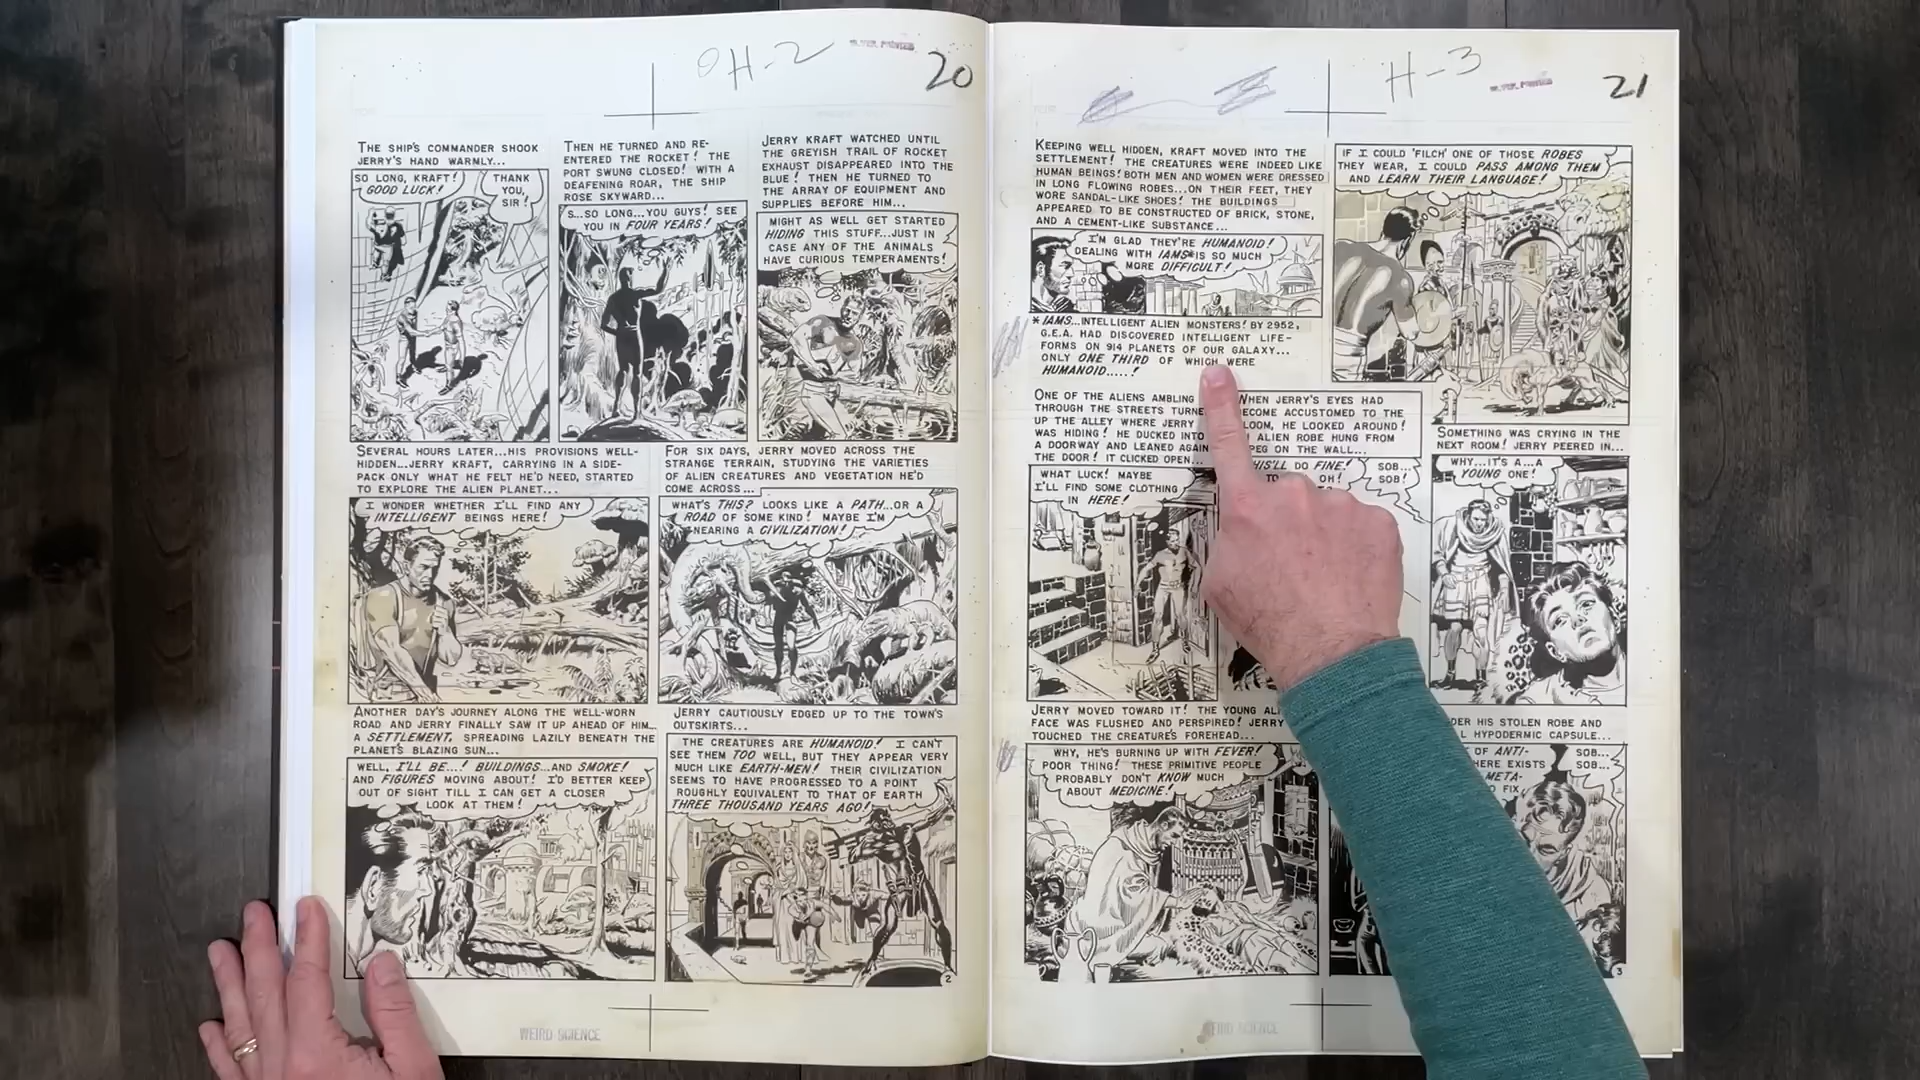 H-2
20
THE SHIP'S COMMANDER SHOOK
JERRY'S HAND WARMLY...
SO LONG, KRAFT!
GOOD LUCK!
THANK
YOU,
SIR!
THEN HE TURNED AND RE-
ENTERED THE ROCKET! THE
PORT SWUNG CLOSED! WITH A
DEAFENING ROAR, THE SHIP
ROSE SKYWARD...
S...SO LONG...YOU GUYS! SEE
YOU IN FOUR YEARS!
JERRY KRAFT WATCHED UNTIL
THE GREYISH TRAIL OF ROCKET
EXHAUST DISAPPEARED INTO THE
BLUE! THEN HE TURNED TO
THE ARRAY OF EQUIPMENT AND
SUPPLIES BEFORE HIM...
MIGHT AS WELL GET STARTED
HIDING THIS STUFF...JUST IN
CASE ANY OF THE ANIMALS
HAVE CURIOUS TEMPERAMENTS!
SEVERAL HOURS LATER...HIS PROVISIONS WELL-
HIDDEN...JERRY KRAFT, CARRYING IN A SIDE-
PACK ONLY WHAT HE FELT HE'D NEED, STARTED
TO EXPLORE THE ALIEN PLANET...
I WONDER WHETHER I'LL FIND ANY
INTELLIGENT BEINGS HERE!
FOR SIX DAYS, JERRY MOVED ACROSS THE
STRANGE TERRAIN, STUDYING THE VARIETIES
OF ALIEN CREATURES AND VEGETATION HE'D
COME ACROSS...
WHAT'S THIS? LOOKS LIKE A PATH...OR A
ROAD OF SOME KIND! MAYBE I'M
NEARING A CIVILIZATION!
ANOTHER DAY'S JOURNEY ALONG THE WELL-WORN
ROAD AND JERRY FINALLY SAW IT UP AHEAD OF HIM...
A SETTLEMENT, SPREADING LAZILY BENEATH THE
PLANET'S BLAZING SUN...
WELL, I'LL BE...! BUILDINGS...AND SMOKE!
AND FIGURES MOVING ABOUT! I'D BETTER KEEP
OUT OF SIGHT TILL I CAN GET A CLOSER
LOOK AT THEM!
JERRY CAUTIOUSLY EDGED UP TO THE TOWN'S
OUTSKIRTS...
THE CREATURES ARE HUMANOID! I CAN'T
SEE THEM TOO WELL, BUT THEY APPEAR VERY
MUCH LIKE EARTH-MEN! THEIR CIVILIZATION
SEEMS TO HAVE PROGRESSED TO A POINT
ROUGHLY EQUIVALENT TO THAT OF EARTH
THREE THOUSAND YEARS AGO!
2
WEIRD SCIENCE
H-3
21
KEEPING WELL HIDDEN, KRAFT MOVED INTO THE
SETTLEMENT! THE CREATURES WERE INDEED LIKE
HUMAN BEINGS! BOTH MEN AND WOMEN WERE DRESSED
IN LONG FLOWING ROBES...ON THEIR FEET, THEY
WORE SANDAL-LIKE SHOES! THE BUILDINGS
APPEARED TO BE CONSTRUCTED OF BRICK, STONE,
AND A CEMENT-LIKE SUBSTANCE...
I'M GLAD THEY'RE HUMANOID!
DEALING WITH IAMS* IS SO MUCH
MORE DIFFICULT!
* IAMS...INTELLIGENT ALIEN MONSTERS! BY 2952,
G.E.A. HAD DISCOVERED INTELLIGENT LIFE-
FORMS ON 914 PLANETS OF OUR GALAXY...
ONLY ONE THIRD OF WHICH WERE
HUMANOID.....!
IF I COULD 'FILCH' ONE OF THOSE ROBES
THEY WEAR, I COULD PASS AMONG THEM
AND LEARN THEIR LANGUAGE!
ONE OF THE ALIENS AMBLING
THROUGH THE STREETS TURNE
UP THE ALLEY WHERE JERRY
WAS HIDING! HE DUCKED INTO
A DOORWAY AND LEANED AGAIN
THE DOOR! IT CLICKED OPEN...
WHAT LUCK! MAYBE
I'LL FIND SOME CLOTHING
IN HERE!
WHEN JERRY'S EYES HAD
BECOME ACCUSTOMED TO THE
LOOM, HE LOOKED AROUND!
ALIEN ROBE HUNG FROM
PEG ON THE WALL...
HIS'LL DO FINE!
OH!
SOB...
SOB!
SOMETHING WAS CRYING IN THE
NEXT ROOM! JERRY PEERED IN...
WHY...IT'S A...A
YOUNG ONE!
JERRY MOVED TOWARD IT! THE YOUNG AL
FACE WAS FLUSHED AND PERSPIRED! JERRY
TOUCHED THE CREATURE'S FOREHEAD...
WHY, HE'S BURNING UP WITH FEVER!
POOR THING! THESE PRIMITIVE PEOPLE
PROBABLY DON'T KNOW MUCH
ABOUT MEDICINE!
DER HIS STOLEN ROBE AND
L HYPODERMIC CAPSULE...
OF ANTI-
HERE EXISTS
META-
FIX
SOB...
SOB...
3
WEIRD SCIENCE